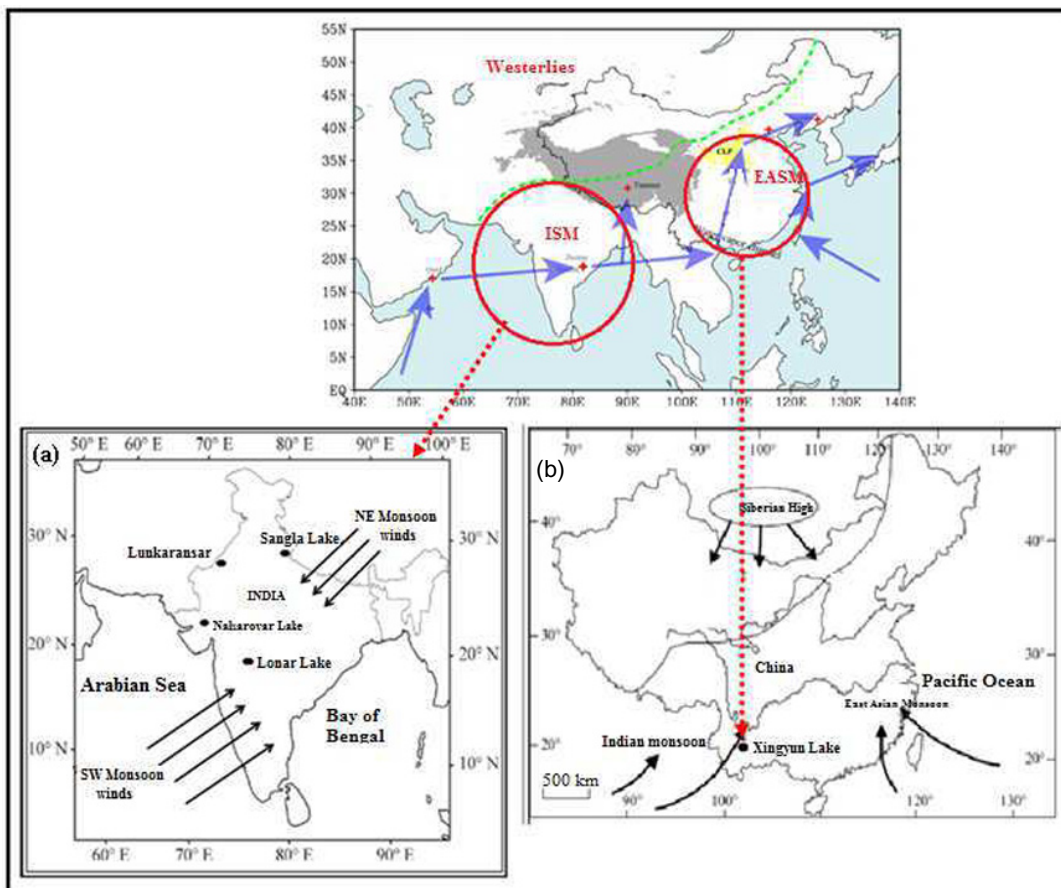 55N
50N
45N
40N
35N
30N
25N
20N
15N
10N
5N
EQ
Westerlies
CLP
EASM
ISM
40E 50E 60E 70E 80E 90E 100E 110E 120E 130E 140E
(a)
50° E 60° E 70° E 80° E 90° E 100° E
NE Monsoon
winds
30° N
Lunkaransar
Sangla Lake
30° N
INDIA
Naharovar Lake
20° N
Lonar Lake
20° N
Arabian Sea
Bay of
Bengal
10° N
SW Monsoon
winds
10° N
60° E 70° E 80° E 90° E
(b)
70° 80° 90° 100° 110° 120° 130°
Siberian High
40°
40°
30°
30°
China
Pacific Ocean
East Asian Monsoon
20°
Indian monsoon
Xingyun Lake
20°
500 km
90° 100° 120° 130°